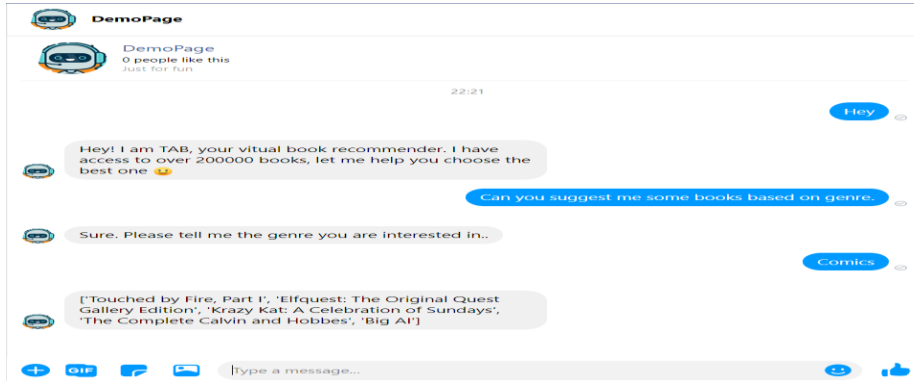 DemoPage
DemoPage
0 people like this
Just for fun
22:21
Hey
Hey! I am TAB, your vitual book recommender. I have
access to over 200000 books, let me help you choose the
best one 😀
Can you suggest me some books based on genre.
Sure. Please tell me the genre you are interested in..
Comics
['Touched by Fire, Part I', 'Elfquest: The Original Quest
Gallery Edition', 'Krazy Kat: A Celebration of Sundays',
'The Complete Calvin and Hobbes', 'Big Al']
GIF
Type a message...